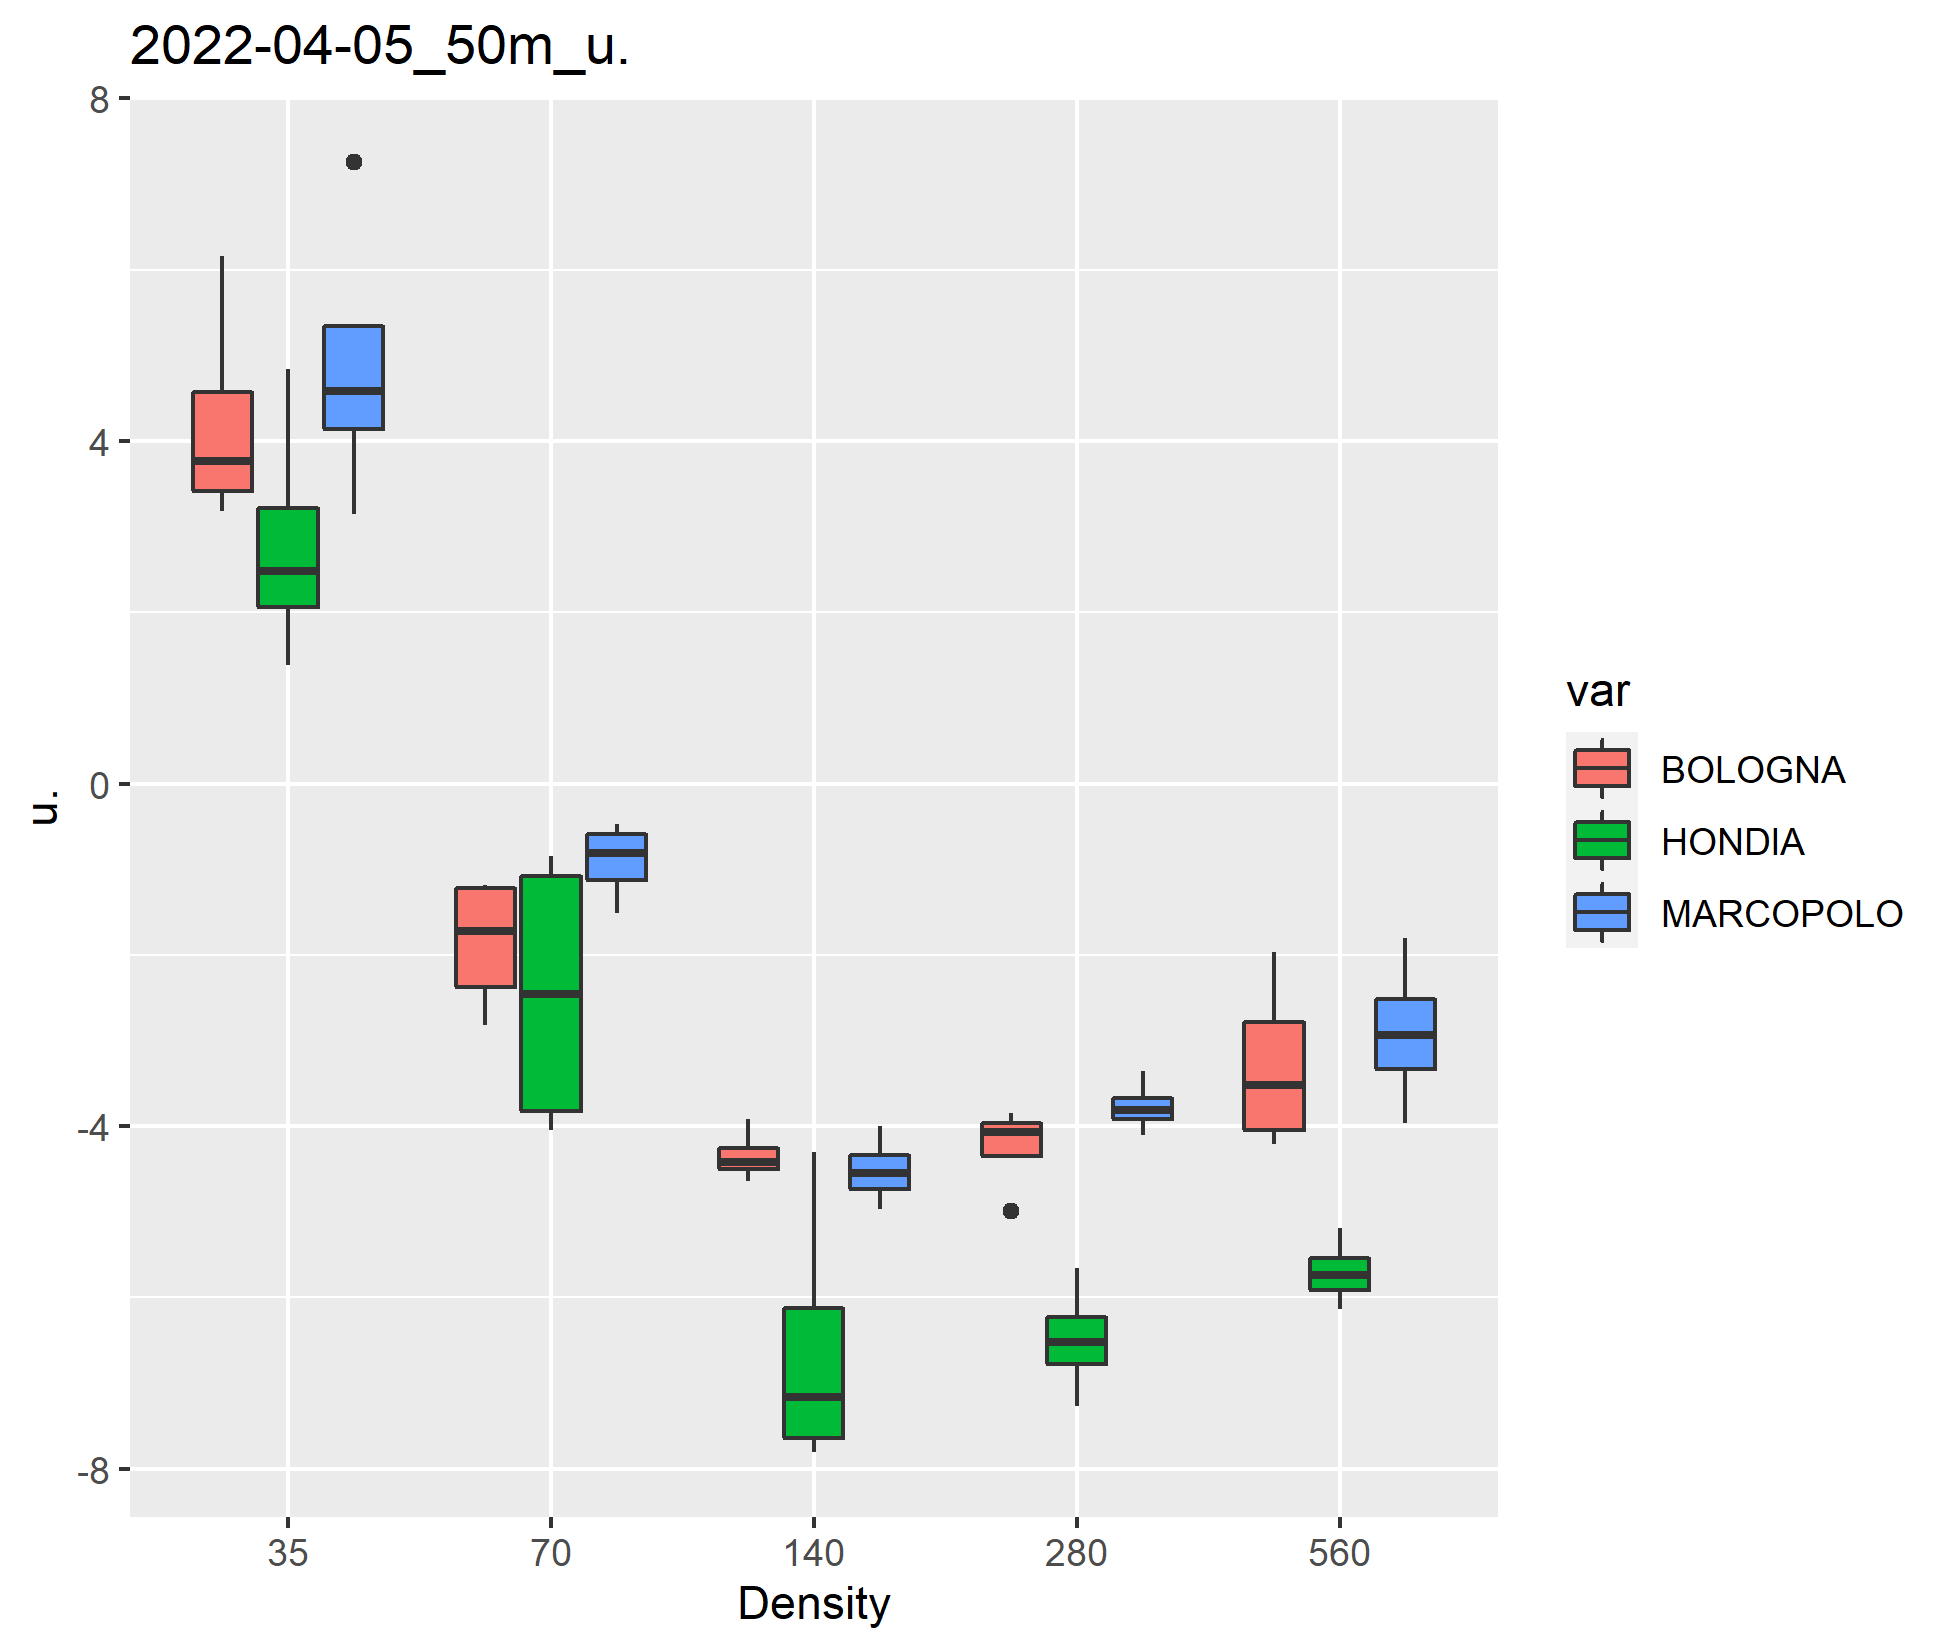 2022-04-05_50m_u.
8
4
0
-4
-8
u.
35 70 140 280 560
Density
var
BOLOGNA
HONDIA
MARCOPOLO